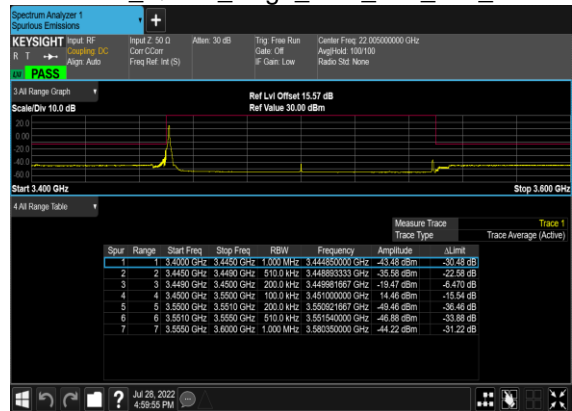 Spectrum Analyzer 1
Spurious Emissions
KEYSIGHT Input: RF Input Z: 50 Ω Atten: 30 dB Trig: Free Run Center Freq: 22.005000000 GHz
R T Coupling: DC Corr CCorr Gate: Off Avg|Hold: 100/100
Align: Auto Freq Ref: Int (S) IF Gain: Low Radio Std: None
PASS
3 All Range Graph Ref Lvl Offset 15.57 dB
Scale/Div 10.0 dB Ref Value 30.00 dBm
20.0
0.00
-20.0
-40.0
-60.0
Start 3.400 GHz Stop 3.600 GHz
4 All Range Table
Measure Trace Trace 1
Trace Type Trace Average (Active)
Spur Range Start Freq Stop Freq RBW Frequency Amplitude ΔLimit
1 1 3.4000 GHz 3.4450 GHz 1.000 MHz 3.444850000 GHz -43.48 dBm -30.48 dB
2 2 3.4450 GHz 3.4490 GHz 510.0 kHz 3.448893333 GHz -35.58 dBm -22.58 dB
3 3 3.4490 GHz 3.4500 GHz 200.0 kHz 3.449981667 GHz -19.47 dBm -6.470 dB
4 4 3.4500 GHz 3.5500 GHz 100.0 kHz 3.451000000 GHz 14.46 dBm -15.54 dB
5 5 3.5500 GHz 3.5510 GHz 200.0 kHz 3.550921667 GHz -49.46 dBm -36.46 dB
6 6 3.5510 GHz 3.5550 GHz 510.0 kHz 3.551540000 GHz -46.88 dBm -33.88 dB
7 7 3.5550 GHz 3.6000 GHz 1.000 MHz 3.580350000 GHz -44.22 dBm -31.22 dB
Jul 28, 2022
4:59:55 PM